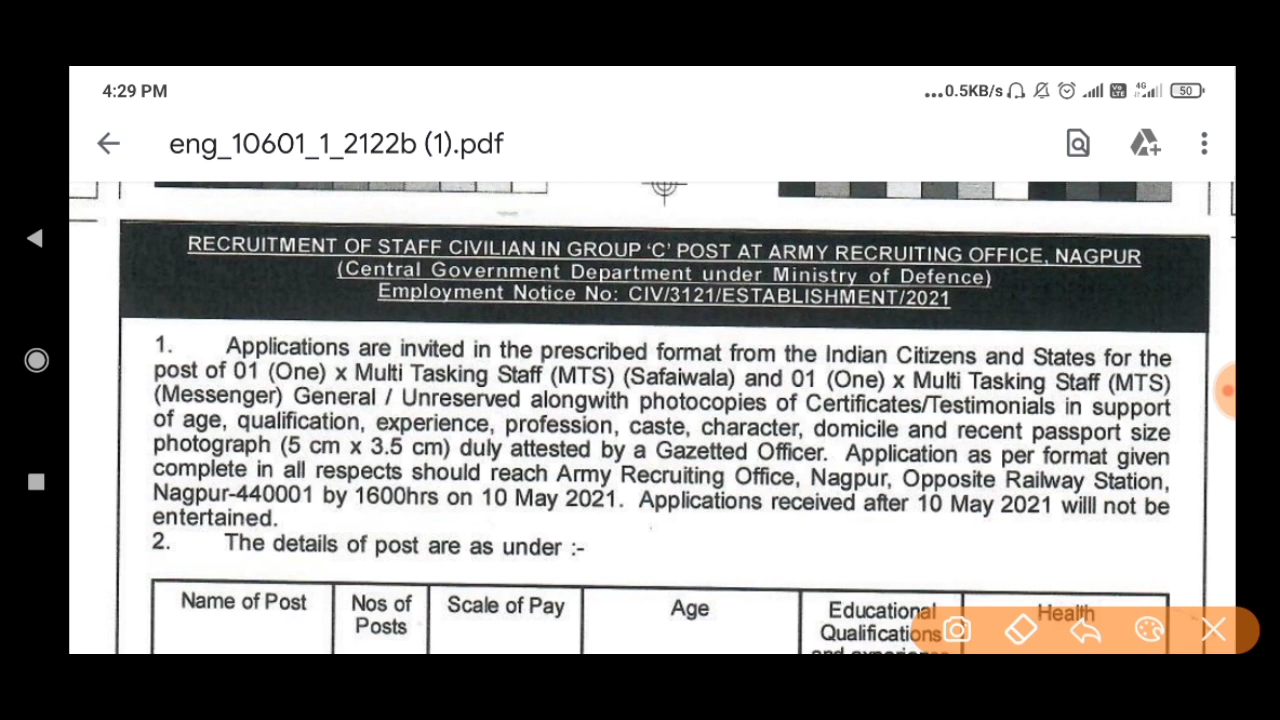 4:29 PM
...0.5KB/s
4G
50
eng_10601_1_2122b (1).pdf
RECRUITMENT OF STAFF CIVILIAN IN GROUP ‘C’ POST AT ARMY RECRUITING OFFICE, NAGPUR
(Central Government Department under Ministry of Defence)
Employment Notice No: CIV/3121/ESTABLISHMENT/2021
1. Applications are invited in the prescribed format from the Indian Citizens and States for the
post of 01 (One) x Multi Tasking Staff (MTS) (Safaiwala) and 01 (One) x Multi Tasking Staff (MTS)
(Messenger) General / Unreserved alongwith photocopies of Certificates/Testimonials in support
of age, qualification, experience, profession, caste, character, domicile and recent passport size
photograph (5 cm x 3.5 cm) duly attested by a Gazetted Officer. Application as per format given
complete in all respects should reach Army Recruiting Office, Nagpur, Opposite Railway Station,
Nagpur-440001 by 1600hrs on 10 May 2021. Applications received after 10 May 2021 willl not be
entertained.
2. The details of post are as under :-
Name of Post
Nos of
Posts
Scale of Pay
Age
Educational
Qualifications
and experience
Health